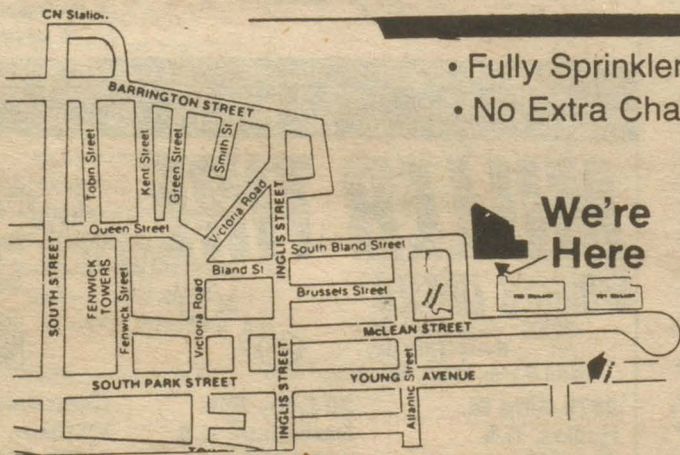 CN Station
• Fully Sprinkler
• No Extra Cha
BARRINGTON STREET
Tobin Street
Kent Street
Green Street
Smith St
Victoria Road
Queen Street
INGLIS STREET
We're
Here
South Bland Street
Bland St
SOUTH STREET
FENWICK
TOWERS
Fenwick Street
Victoria Road
Brussels Street
McLEAN STREET
SOUTH PARK STREET
INGLIS STREET
YOUNG AVENUE
Atlantic Street